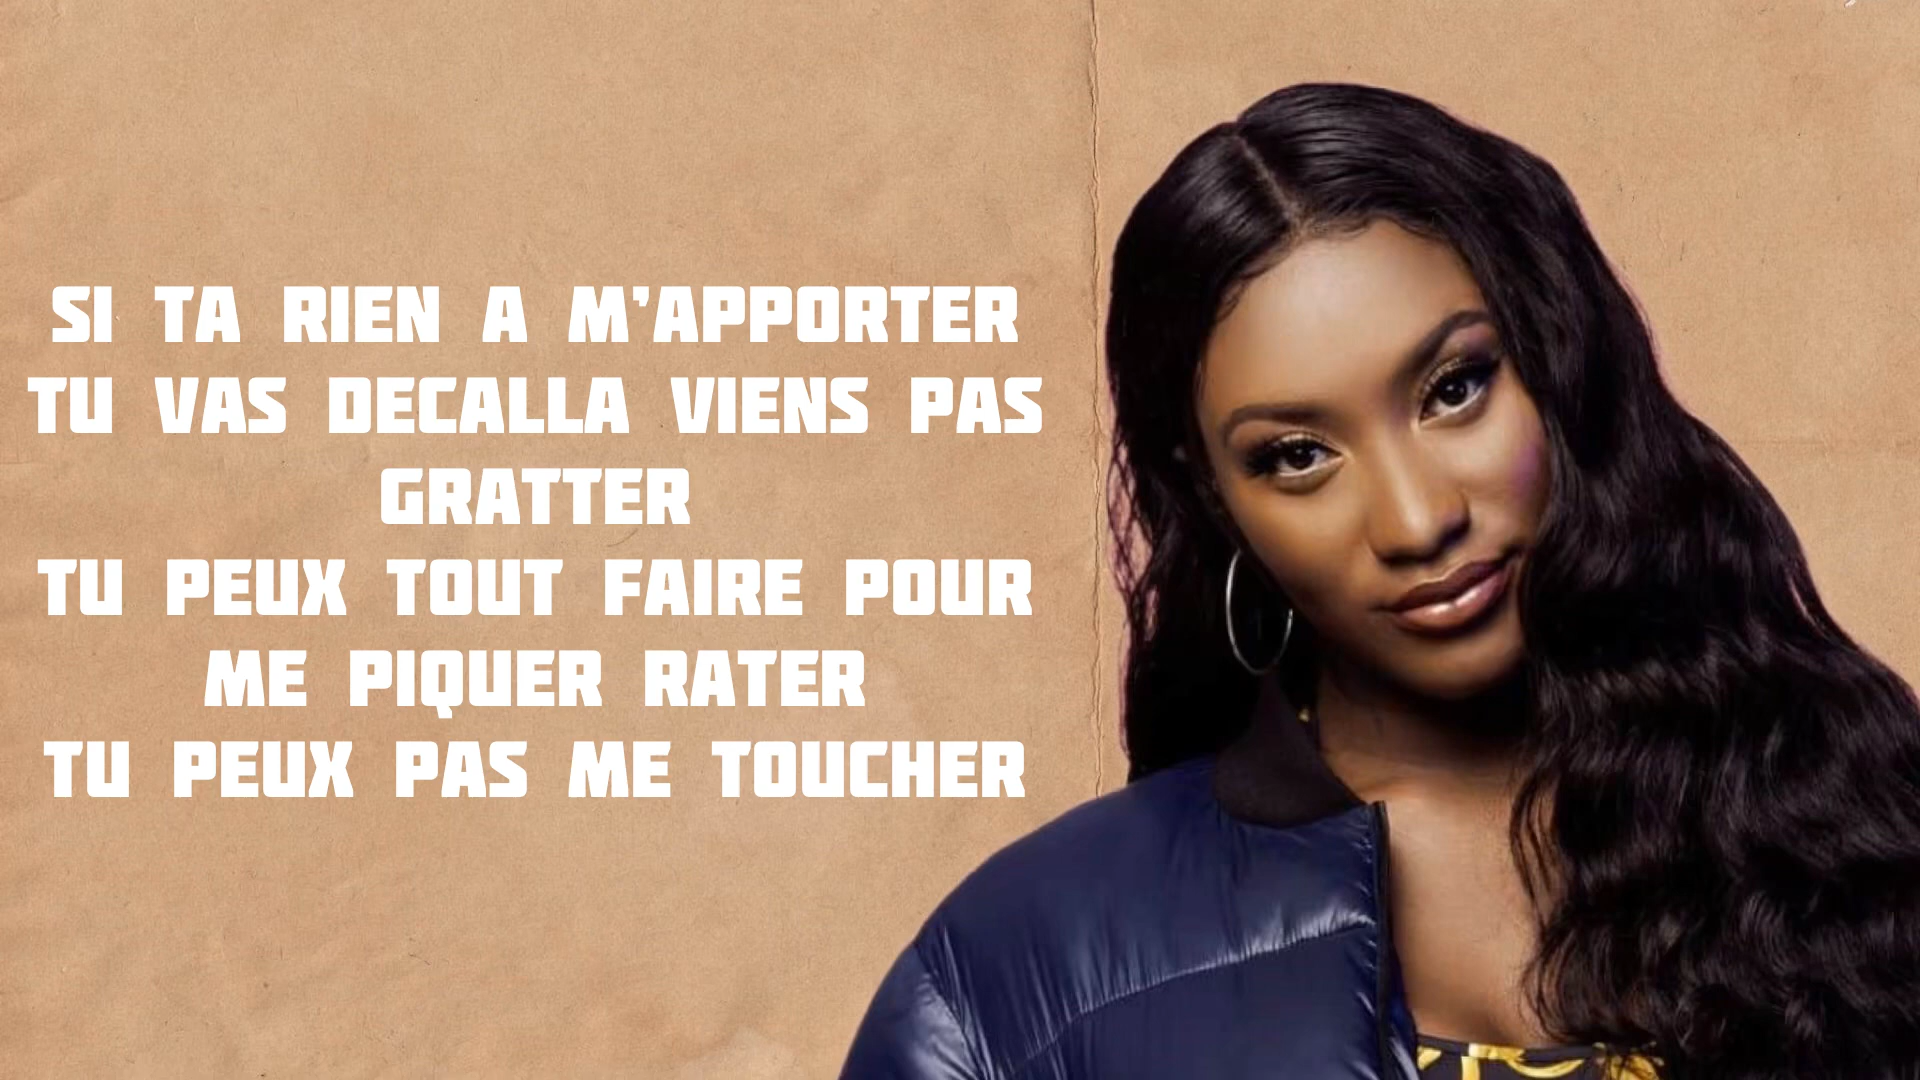 SI TA RIEN A M'APPORTER
TU VAS DECALLA VIENS PAS
GRATTER
TU PEUX TOUT FAIRE POUR
ME PIQUER RATER
TU PEUX PAS ME TOUCHER